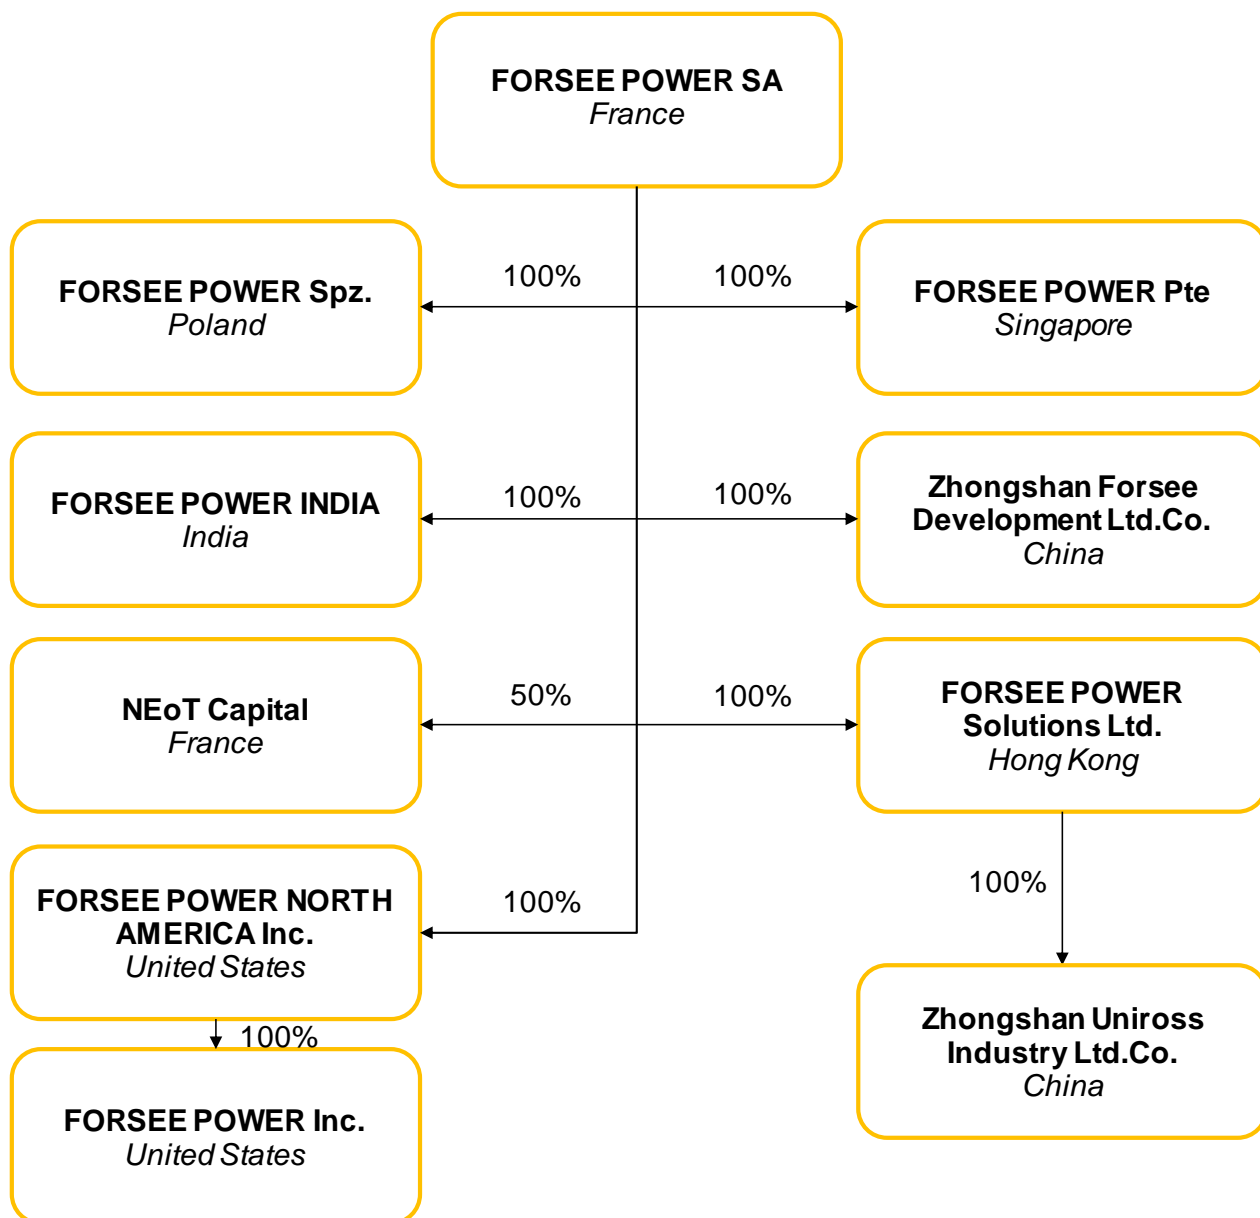 FORSEE POWER SA
France
100%
100%
FORSEE POWER Spz.
Poland
FORSEE POWER Pte
Singapore
100%
100%
FORSEE POWER INDIA
India
Zhongshan Forsee
Development Ltd.Co.
China
50%
100%
NEoT Capital
France
FORSEE POWER
Solutions Ltd.
Hong Kong
100%
FORSEE POWER NORTH
AMERICA Inc.
United States
100%
100%
FORSEE POWER Inc.
United States
Zhongshan Uniross
Industry Ltd.Co.
China